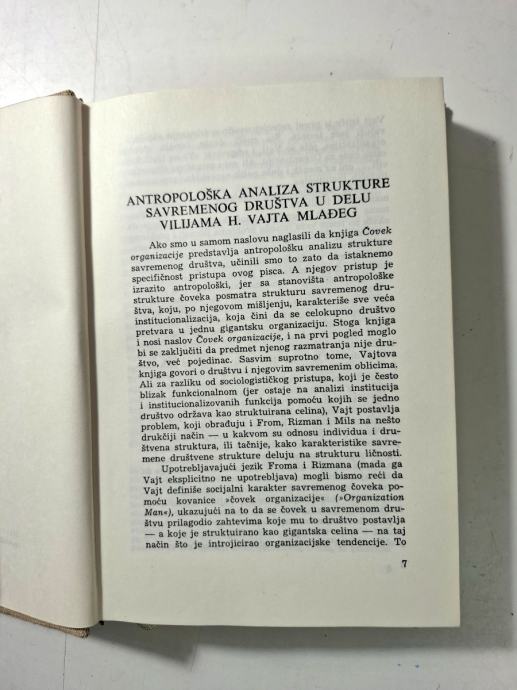 ANTROPOLOŠKA ANALIZA STRUKTURE
SAVREMENOG DRUŠTVA U DELU
VILIJAMA H. VAJTA MLAĐEG
Ako smo u samom naslovu naglasili da knjiga Čovek
organizacije predstavlja antropološku analizu strukture
savremenog društva, učinili smo to zato da istaknemo
specifičnost pristupa ovog pisca. A njegov pristup je
izrazito antropološki, jer sa stanovišta antropološke
strukture čoveka posmatra strukturu savremenog dru-
štva, koju, po njegovom mišljenju, karakteriše sve veća
institucionalizacija, koja čini da se celokupno društvo
pretvara u jednu gigantsku organizaciju. Stoga knjiga
i nosi naslov Čovek organizacije, i na prvi pogled moglo
bi se zaključiti da predmet njenog razmatranja nije dru-
štvo, već pojedinac. Sasvim suprotno tome, Vajtova
knjiga govori o društvu i njegovim savremenim oblicima.
Ali za razliku od sociologističkog pristupa, koji je često
blizak funkcionalnom (jer ostaje na analizi institucija
i institucionalizovanih funkcija pomoću kojih se jedno
društvo održava kao struktuirana celina), Vajt postavlja
problem, koji obrađuju i From, Rizman i Mils na nešto
drukčiji način — u kakvom su odnosu individua i dru-
štvena struktura, ili tačnije, kako karakteristike savre-
mene društvene strukture deluju na strukturu ličnosti.
Upotrebljavajući jezik Froma i Rizmana (mada ga
Vajt eksplicitno ne upotrebljava) mogli bismo reći da
Vajt definiše socijalni karakter savremenog čoveka po-
moću kovanice »čovek organizacije« (»Organization
Man«), ukazujući na to da se čovek u savremenom dru-
štvu prilagodio zahtevima koje mu to društvo postavlja
— a koje je struktuirano kao gigantska celina — na taj
način što je introjicirao organizacijske tendencije. To
7